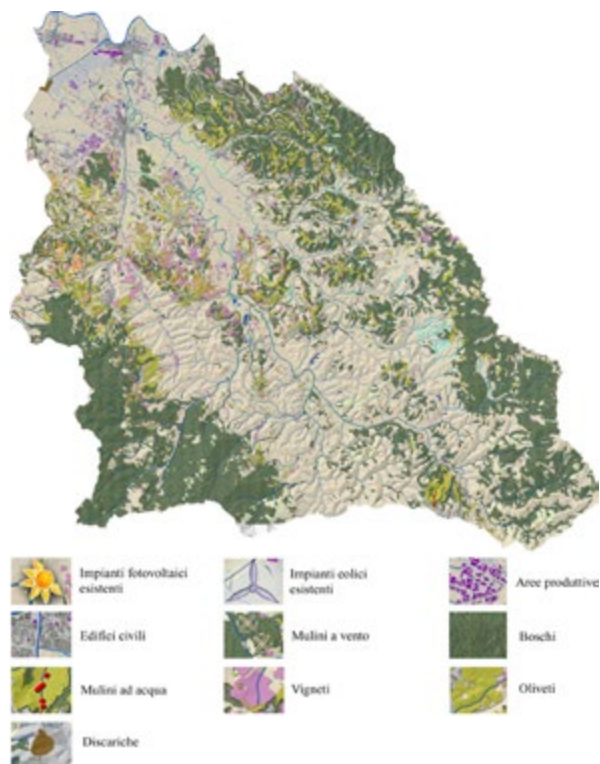 Impianti fotovoltaici
esistenti
Impianti eolici
esistenti
Aree produttive
Edifici civili
Mulini a vento
Boschi
Mulini ad acqua
Vigneti
Oliveti
Discariche